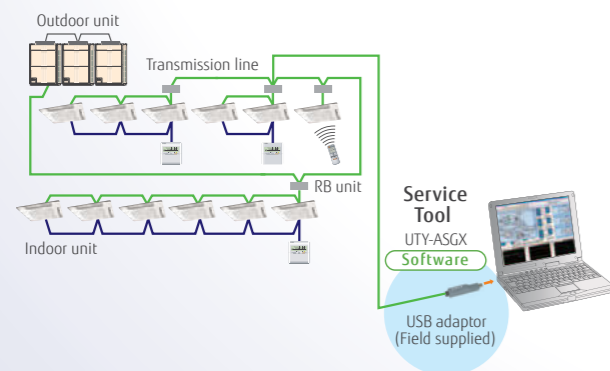 Outdoor unit
Transmission line
RB unit
Indoor unit
Service
Tool
UTY-ASGX
Software
USB adaptor
(Field supplied)